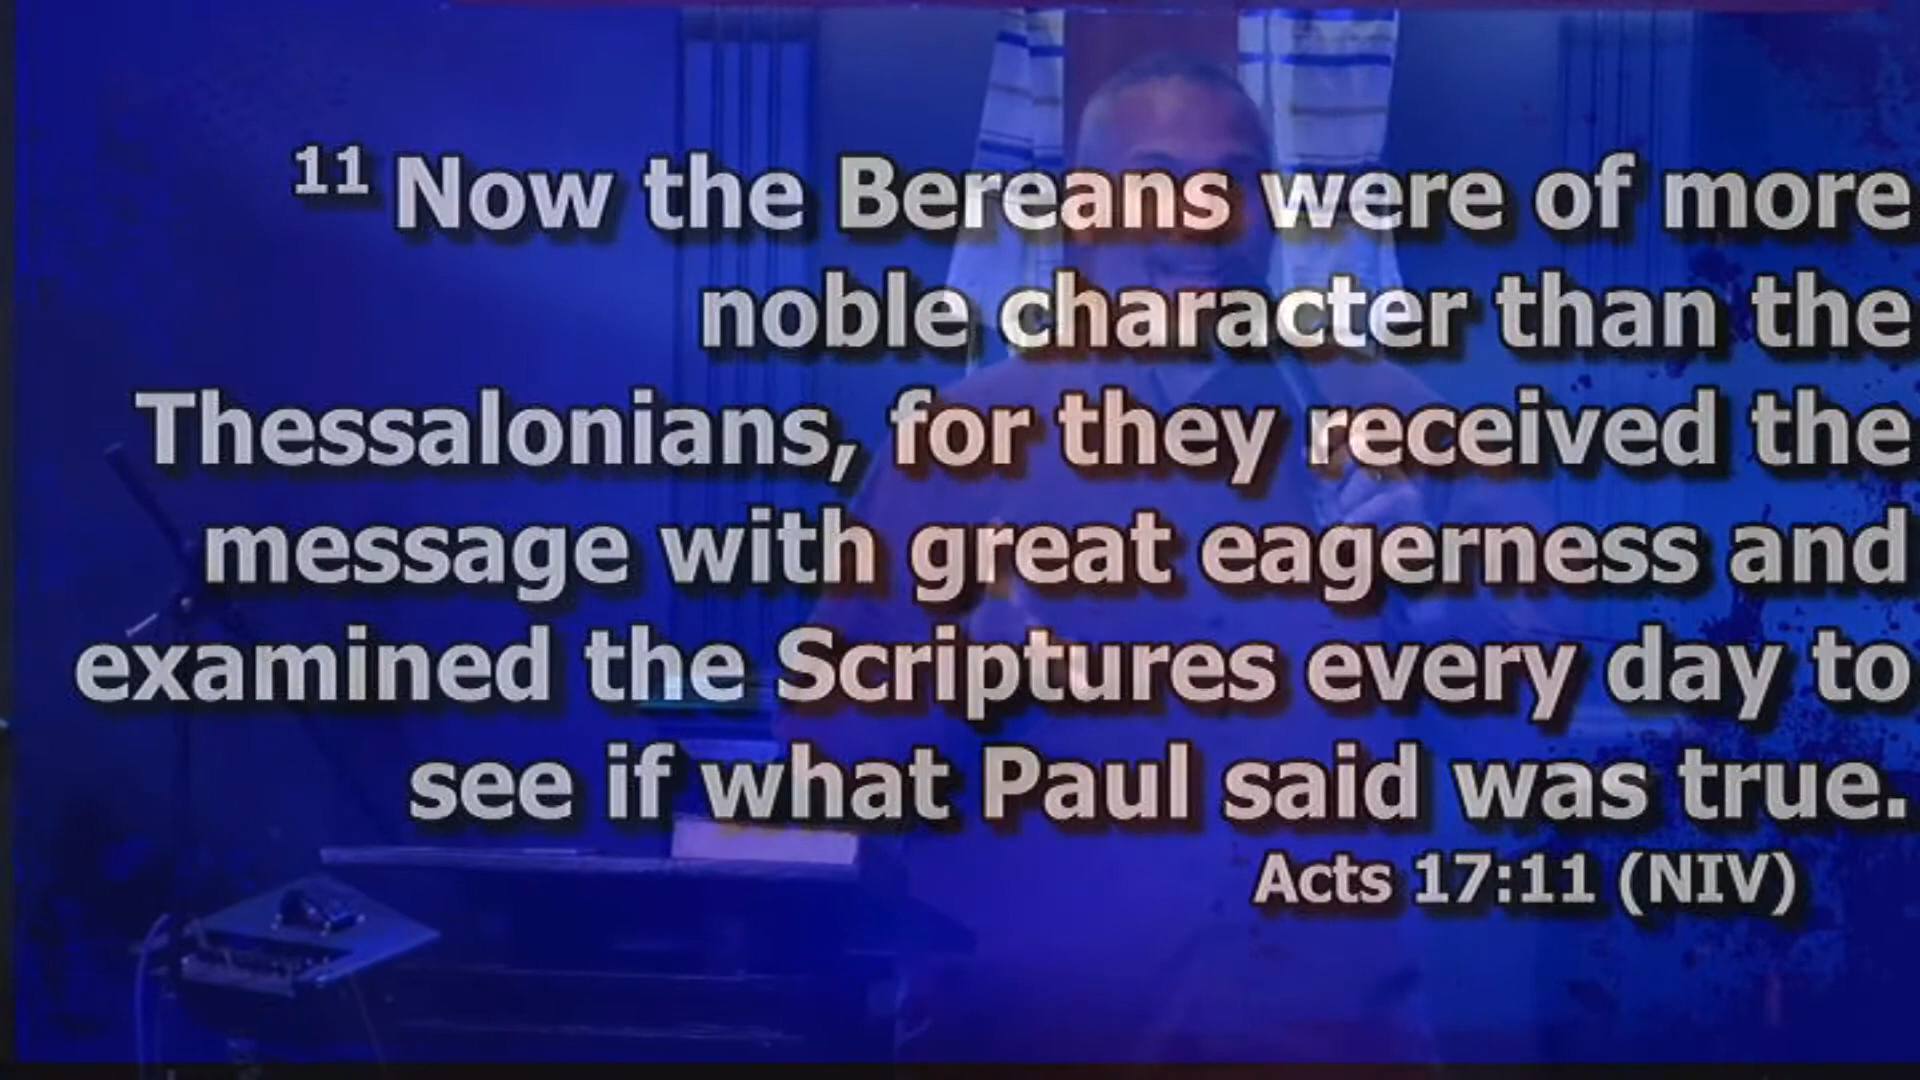 11 Now the Bereans were of more
noble character than the
Thessalonians, for they received the
message with great eagerness and
examined the Scriptures every day to
see if what Paul said was true.
Acts 17:11 (NIV)